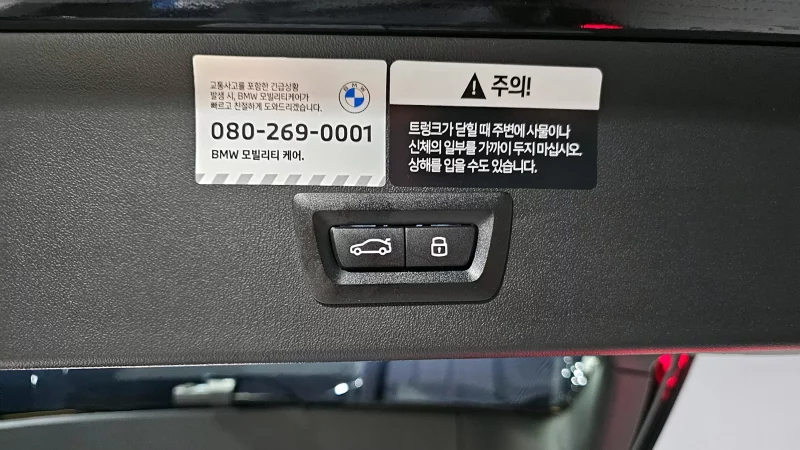 교통사고를 포함한 긴급상황
발생 시, BMW 모빌리티케어가
빠르고 친절하게 도와드리겠습니다.
BMW
080-269-0001
BMW 모빌리티 케어.
주의!
트렁크가 닫힐 때 주변에 사물이나
신체의 일부를 가까이 두지 마십시오.
상해를 입을 수도 있습니다.